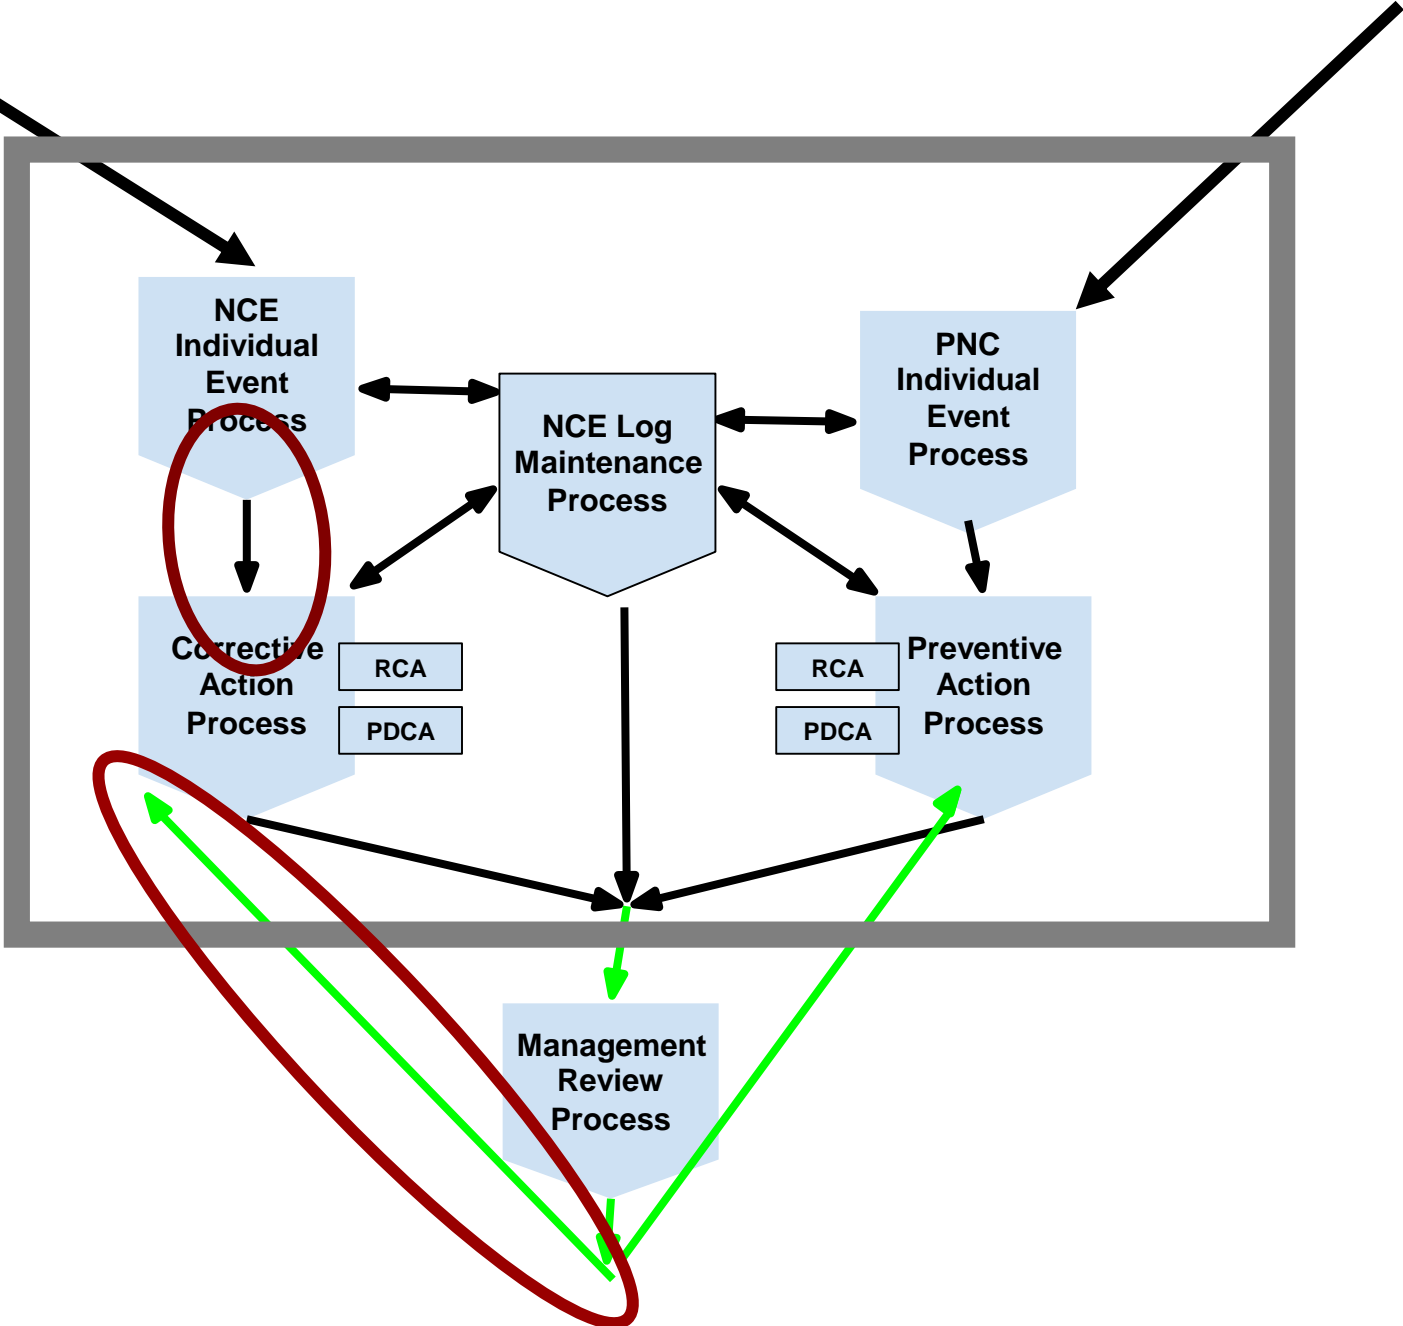 NCE
Individual
Event
Process
PNC
Individual
Event
Process
NCE Log
Maintenance
Process
Corrective
Action
Process
RCA
PDCA
RCA
PDCA
Preventive
Action
Process
Management
Review
Process